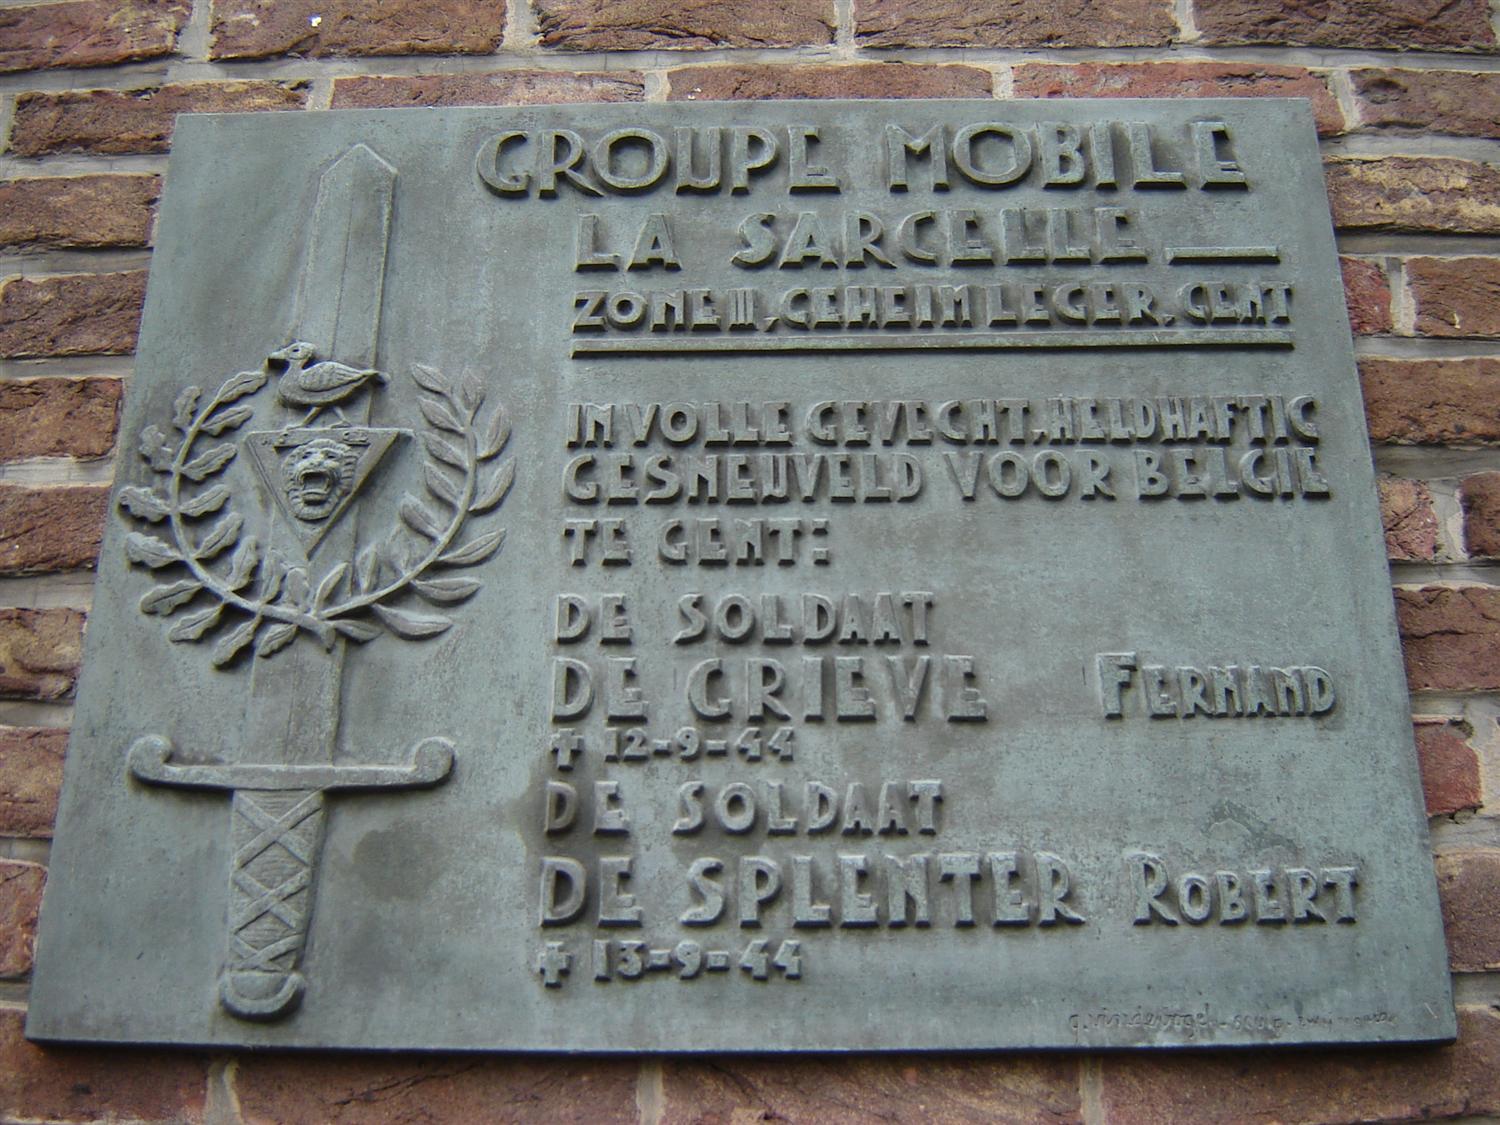 GROUPE MOBILE
LA SARCELLE
ZONE III, GEHEIM LEGER. GENT
IN VOLLE GEVECHT, HELDHAFTIG
GESNEUVELD VOOR BELGIE
TE GENT:
DE SOLDAAT
DE GRIEVE FERNAND
† 12-9-44
DE SOLDAAT
DE SPLENTER ROBERT
† 13-9-44